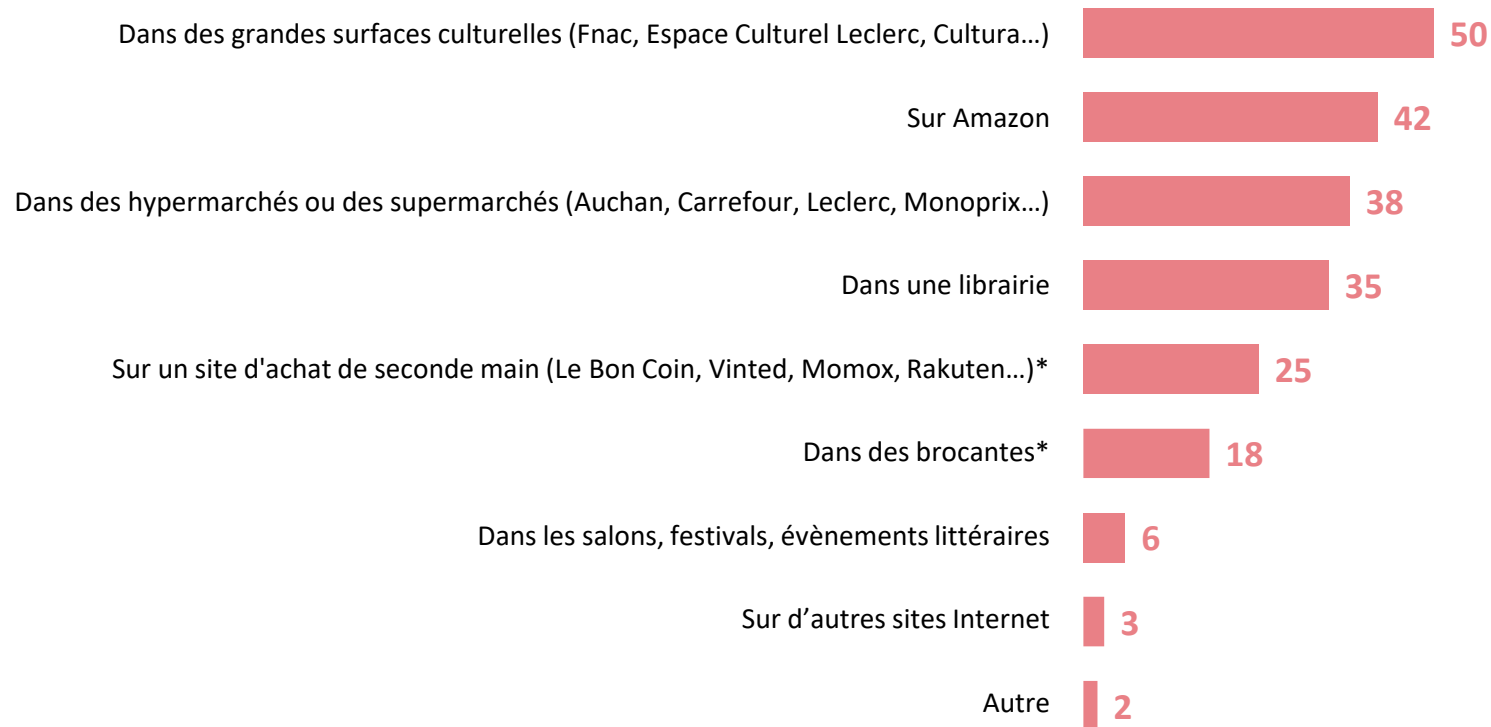 Dans des grandes surfaces culturelles (Fnac, Espace Culturel Leclerc, Cultura…) 50
Sur Amazon 42
Dans des hypermarchés ou des supermarchés (Auchan, Carrefour, Leclerc, Monoprix…) 38
Dans une librairie 35
Sur un site d'achat de seconde main (Le Bon Coin, Vinted, Momox, Rakuten…)* 25
Dans des brocantes* 18
Dans les salons, festivals, évènements littéraires 6
Sur d’autres sites Internet 3
Autre 2